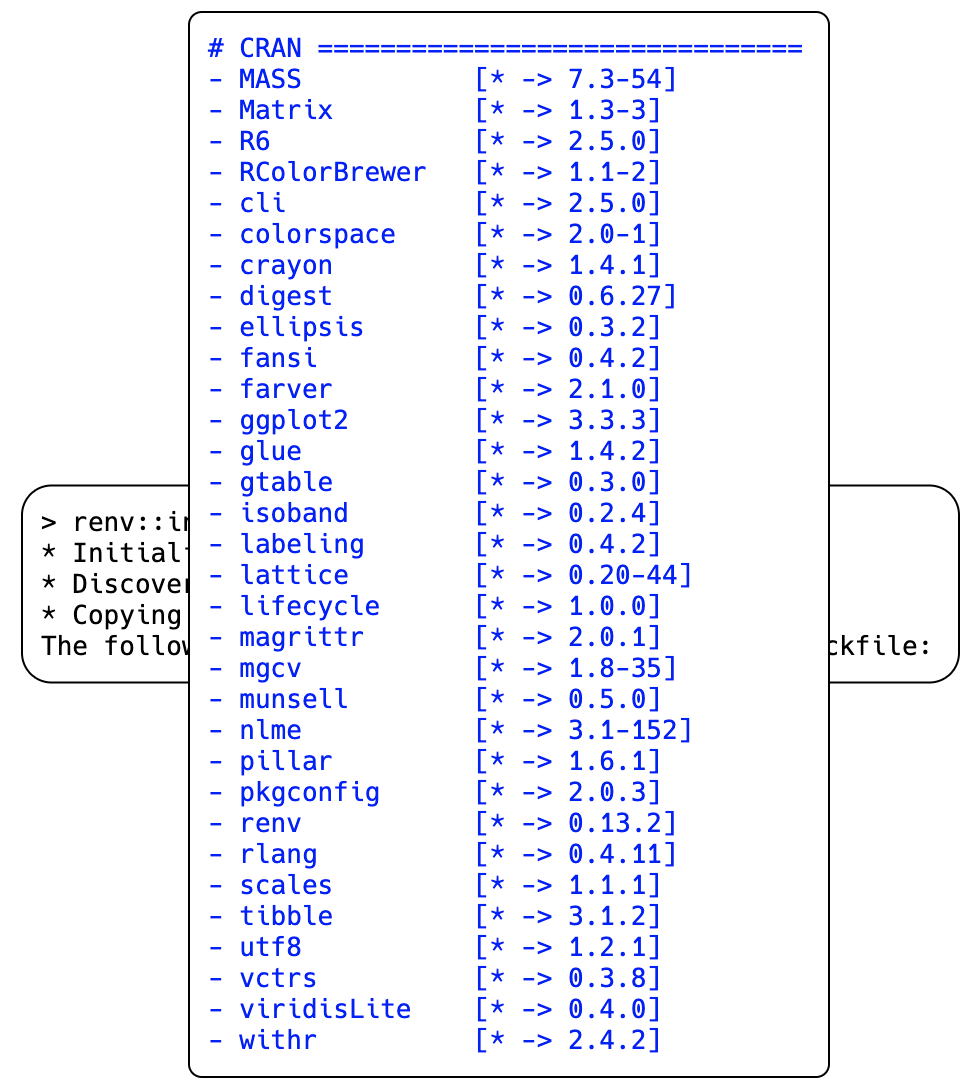 # CRAN ===============================
- MASS           [* -> 7.3-54]
- Matrix         [* -> 1.3-3]
- R6             [* -> 2.5.0]
- RColorBrewer   [* -> 1.1-2]
- cli            [* -> 2.5.0]
- colorspace     [* -> 2.0-1]
- crayon         [* -> 1.4.1]
- digest         [* -> 0.6.27]
- ellipsis       [* -> 0.3.2]
- fansi          [* -> 0.4.2]
- farver         [* -> 2.1.0]
- ggplot2        [* -> 3.3.3]
- glue           [* -> 1.4.2]
- gtable         [* -> 0.3.0]
- isoband        [* -> 0.2.4]
- labeling       [* -> 0.4.2]
- lattice        [* -> 0.20-44]
- lifecycle      [* -> 1.0.0]
- magrittr       [* -> 2.0.1]
- mgcv           [* -> 1.8-35]
- munsell        [* -> 0.5.0]
- nlme           [* -> 3.1-152]
- pillar         [* -> 1.6.1]
- pkgconfig      [* -> 2.0.3]
- renv           [* -> 0.13.2]
- rlang          [* -> 0.4.11]
- scales         [* -> 1.1.1]
- tibble         [* -> 3.1.2]
- utf8           [* -> 1.2.1]
- vctrs          [* -> 0.3.8]
- viridisLite    [* -> 0.4.0]
- withr          [* -> 2.4.2]
> renv::in
* Initial
* Discover
* Copying
The follow ckfile: